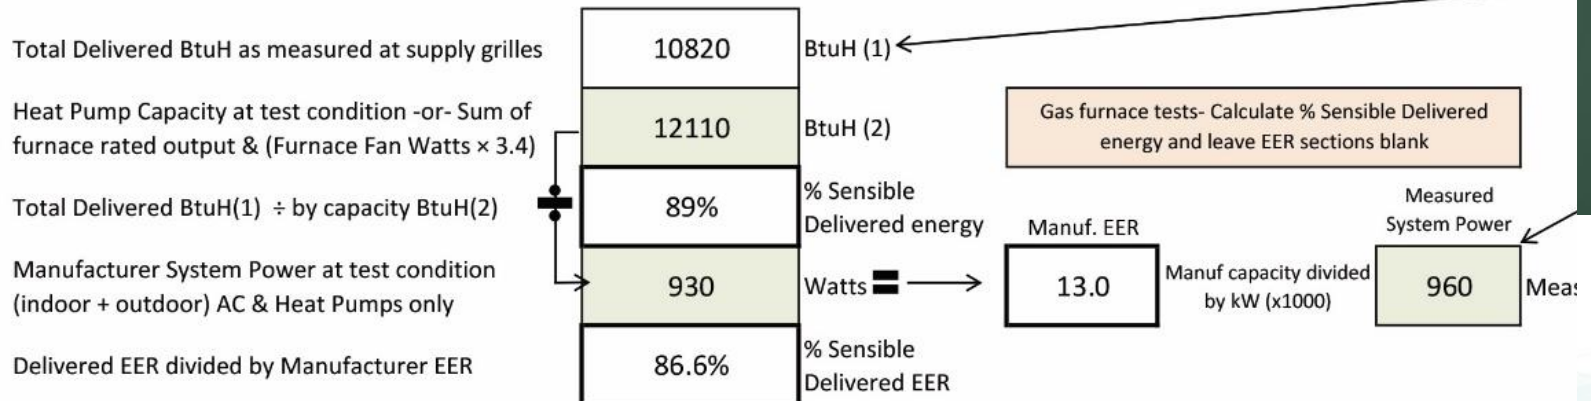 Total Delivered BtuH as measured at supply grilles
10820
BtuH (1)
Heat Pump Capacity at test condition -or- Sum of
furnace rated output & (Furnace Fan Watts × 3.4)
12110
BtuH (2)
Gas furnace tests- Calculate % Sensible Delivered
energy and leave EER sections blank
Total Delivered BtuH(1) ÷ by capacity BtuH(2)
89%
% Sensible
Delivered energy
Manuf. EER
Measured
System Power
Manufacturer System Power at test condition
(indoor + outdoor) AC & Heat Pumps only
930
Watts
13.0
Manuf capacity divided
by kW (x1000)
960
Delivered EER divided by Manufacturer EER
86.6%
% Sensible
Delivered EER